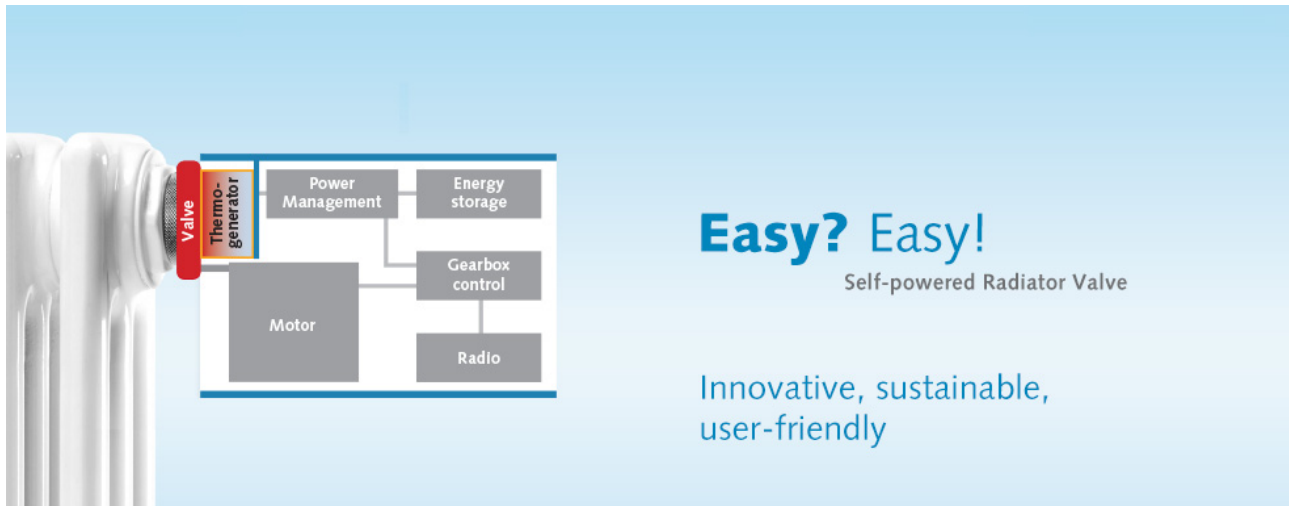 Valve
Thermo-
generator
Power
Management
Energy
storage
Gearbox
control
Motor
Radio
Easy? Easy!
Self-powered Radiator Valve
Innovative, sustainable,
user-friendly